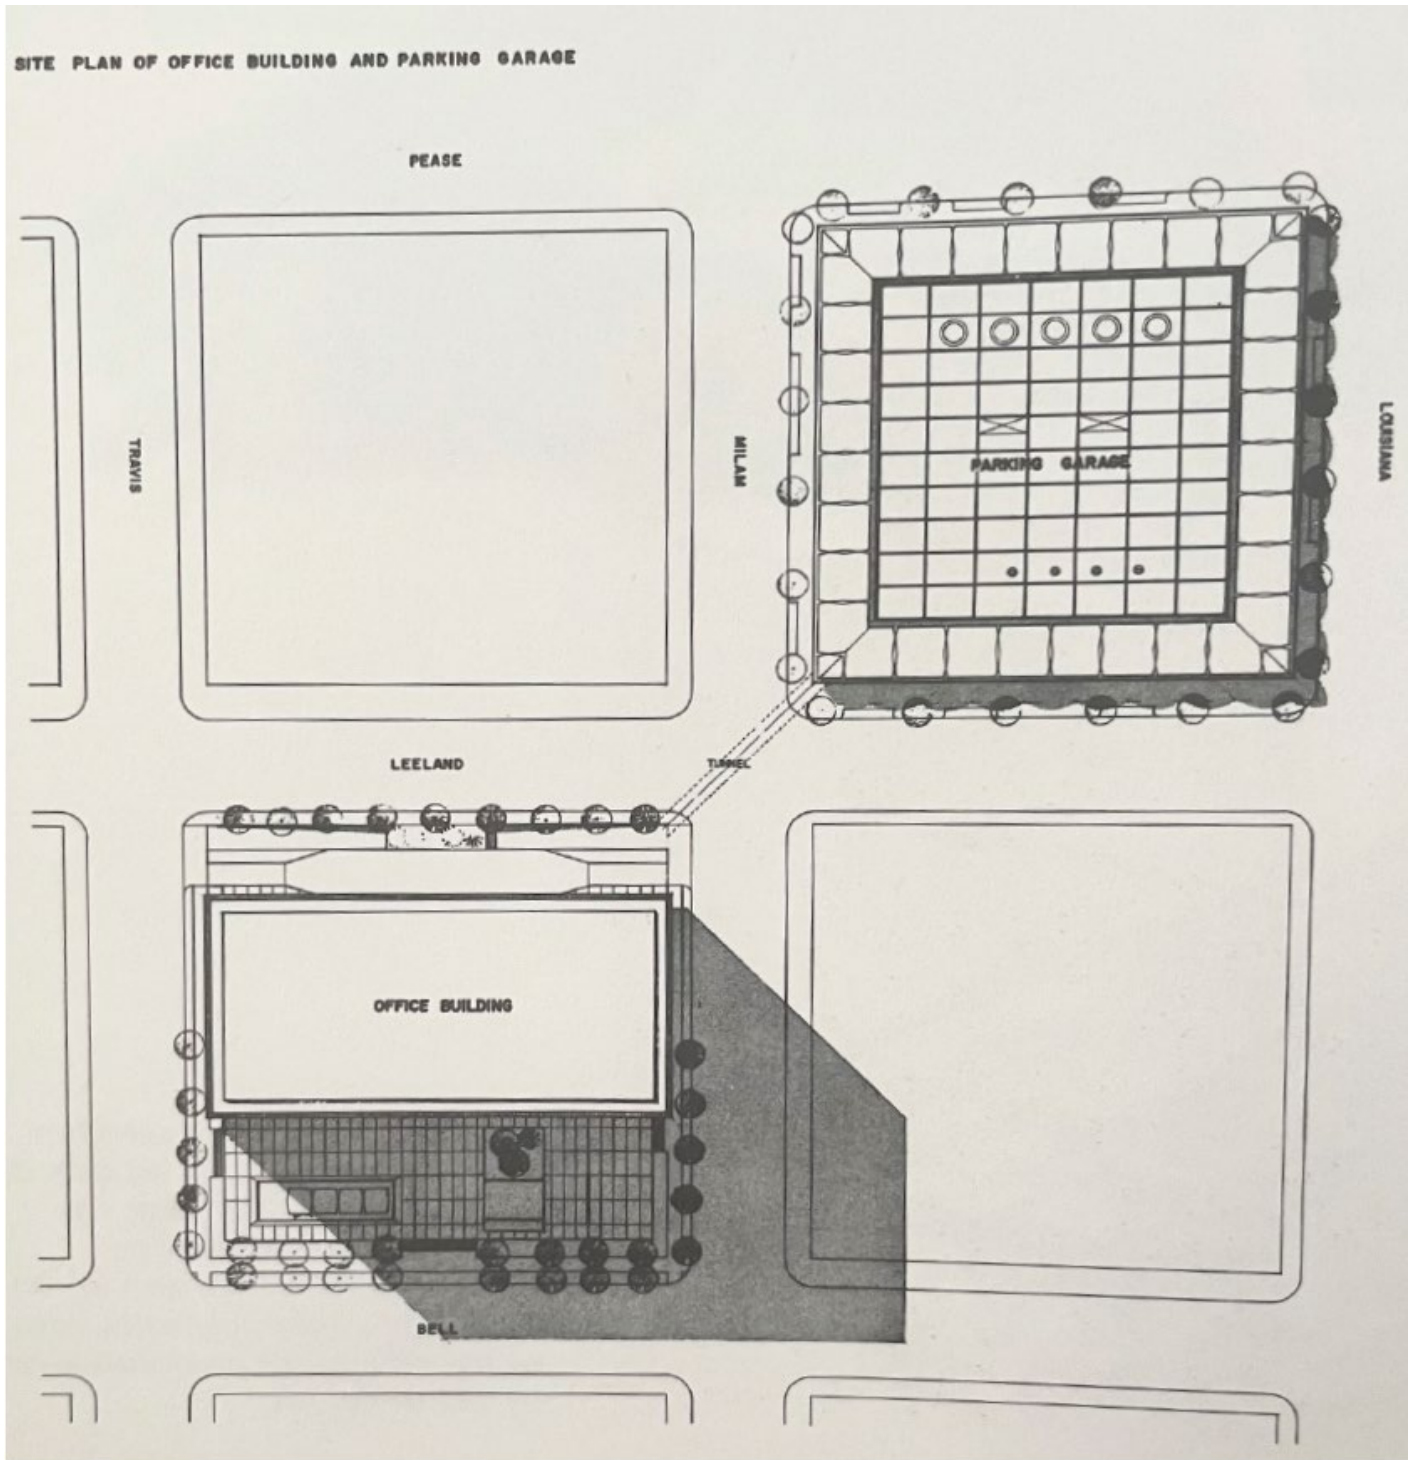 SITE PLAN OF OFFICE BUILDING AND PARKING GARAGE
PEASE
TRAVIS
MILAM
LOUISIANA
PARKING GARAGE
LEELAND
TUNNEL
OFFICE BUILDING
BELL